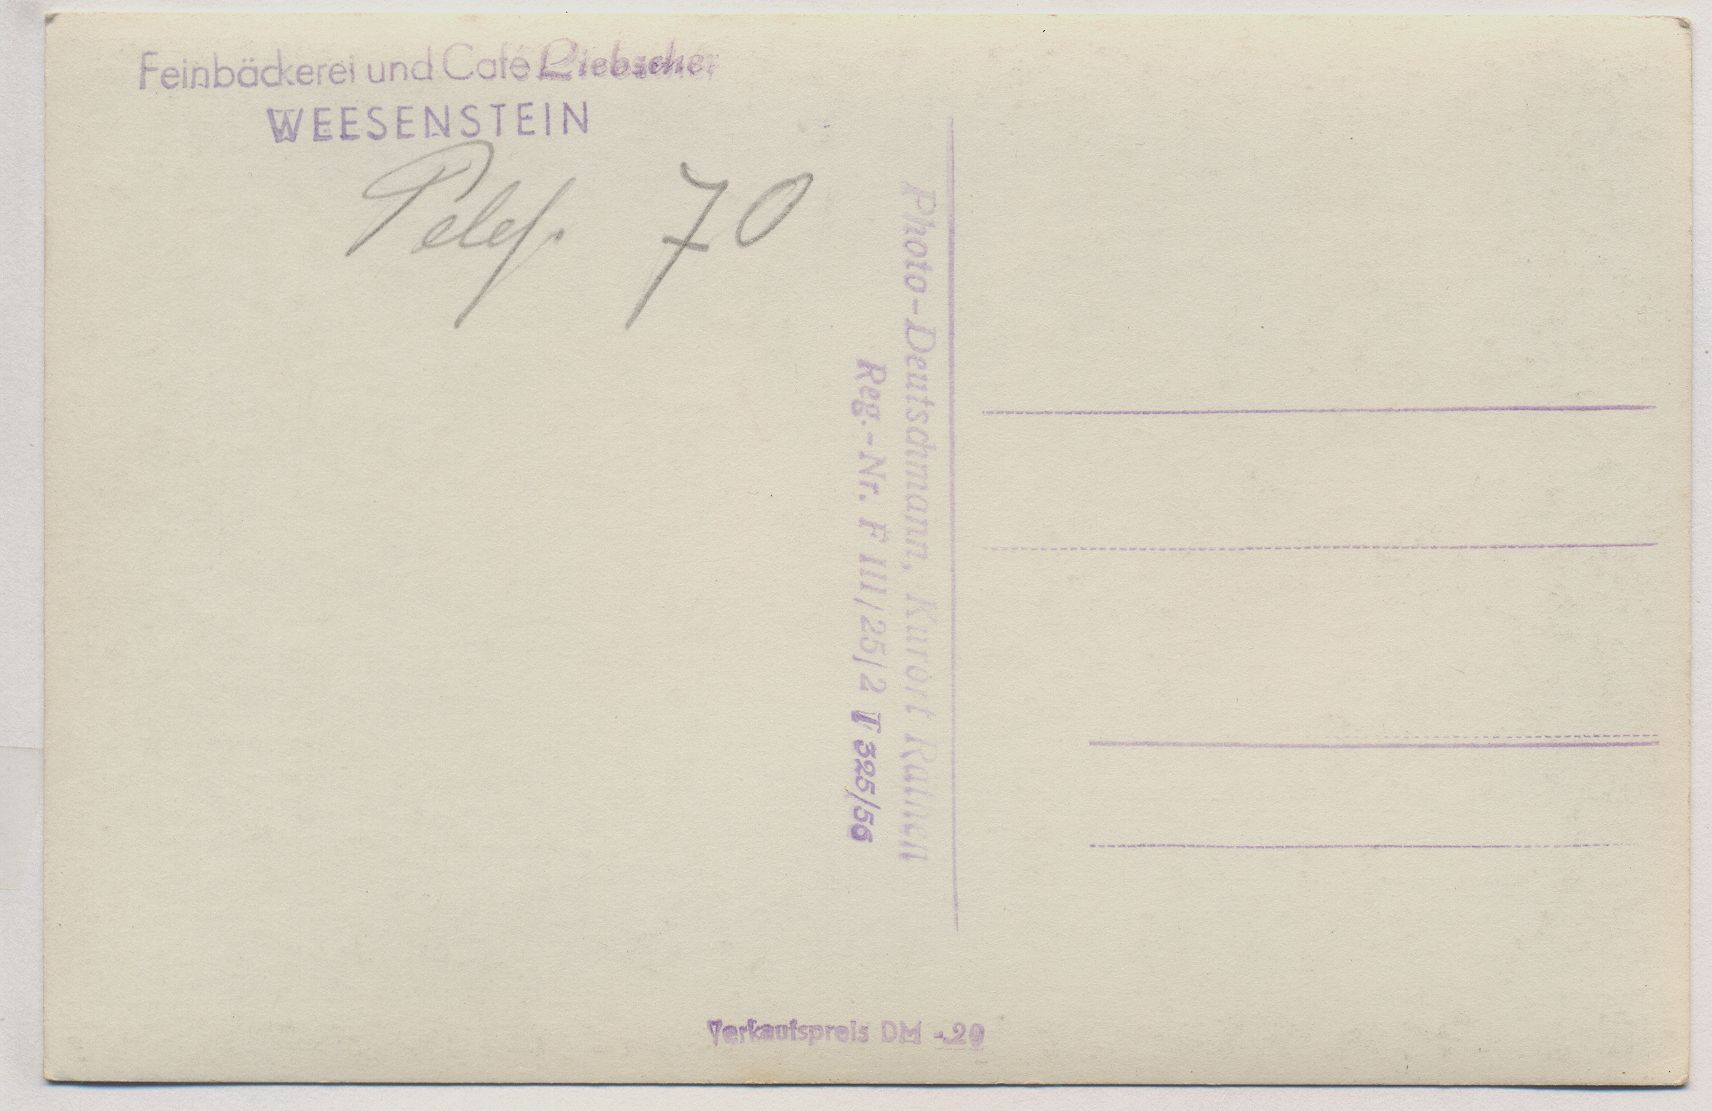 Feinbäckerei und Café Liebscher
WEESENSTEIN
Telef. 70
Photo-Deutschmann, Kurort Rathen
Reg.-Nr. F III/25/2 T 325/56
Verkaufspreis DM -.20